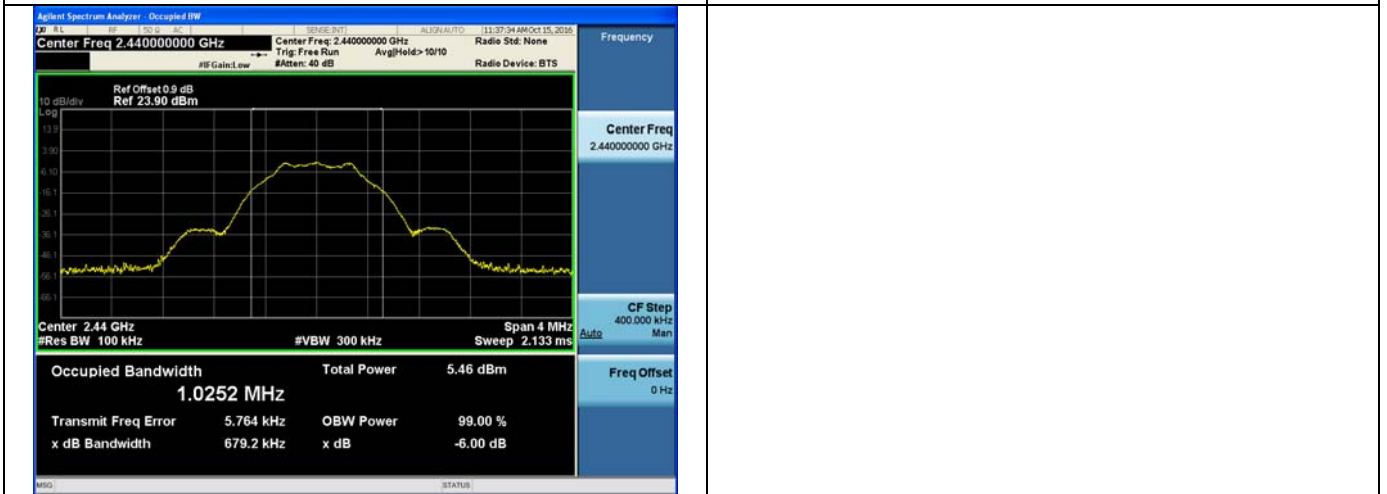 Agilent Spectrum Analyzer - Occupied BW
RL RF 50 Ω AC SENSE:INT ALIGN AUTO 11:37:34 AM Oct 15, 2016
Center Freq 2.440000000 GHz Center Freq: 2.440000000 GHz Radio Std: None Frequency
Trig: Free Run Avg|Hold:> 10/10
#IFGain:Low #Atten: 40 dB Radio Device: BTS
Ref Offset 0.9 dB
10 dB/div Ref 23.90 dBm
Log
13.9
3.90
-6.10
-16.1
-26.1
-36.1
-46.1
-56.1
-66.1
Center Freq
2.440000000 GHz
CF Step
400.000 kHz
Auto Man
Center 2.44 GHz Span 4 MHz
#Res BW 100 kHz #VBW 300 kHz Sweep 2.133 ms
Occupied Bandwidth Total Power 5.46 dBm
1.0252 MHz
Freq Offset
0 Hz
Transmit Freq Error 5.764 kHz OBW Power 99.00 %
x dB Bandwidth 679.2 kHz x dB -6.00 dB
MSG STATUS